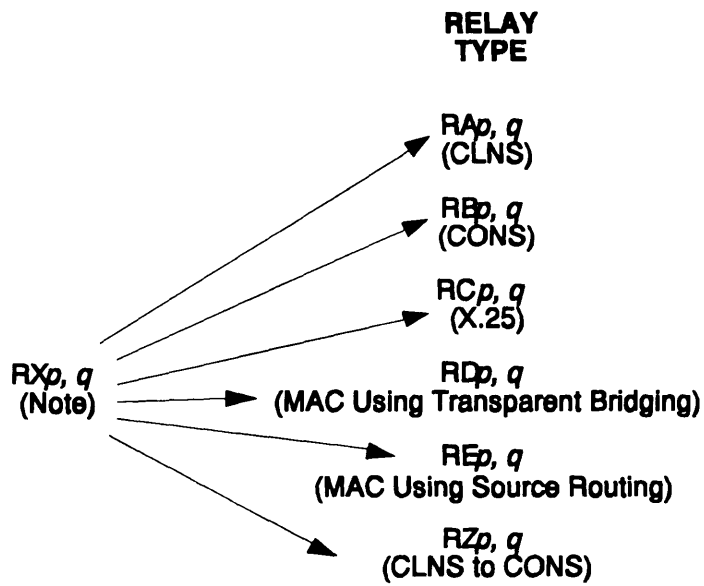 RELAY
TYPE
RAp, q
(CLNS)
RBp, q
(CONS)
RCp, q
(X.25)
RXp, q
(Note)
RDp, q
(MAC Using Transparent Bridging)
REp, q
(MAC Using Source Routing)
RZp, q
(CLNS to CONS)